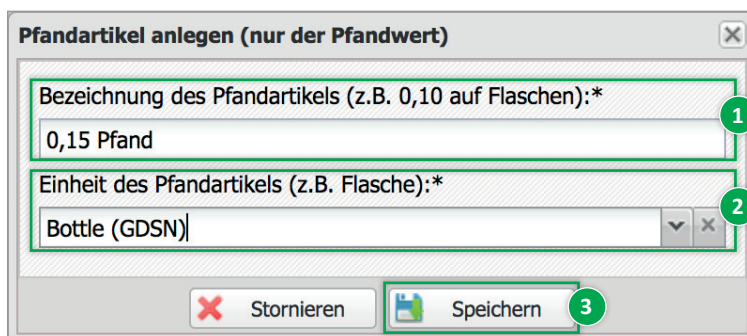 Pfandartikel anlegen (nur der Pfandwert)
Bezeichnung des Pfandartikels (z.B. 0,10 auf Flaschen):*
1
0,15 Pfand
Einheit des Pfandartikels (z.B. Flasche):*
2
Bottle (GDSN)
Stornieren
Speichern
3